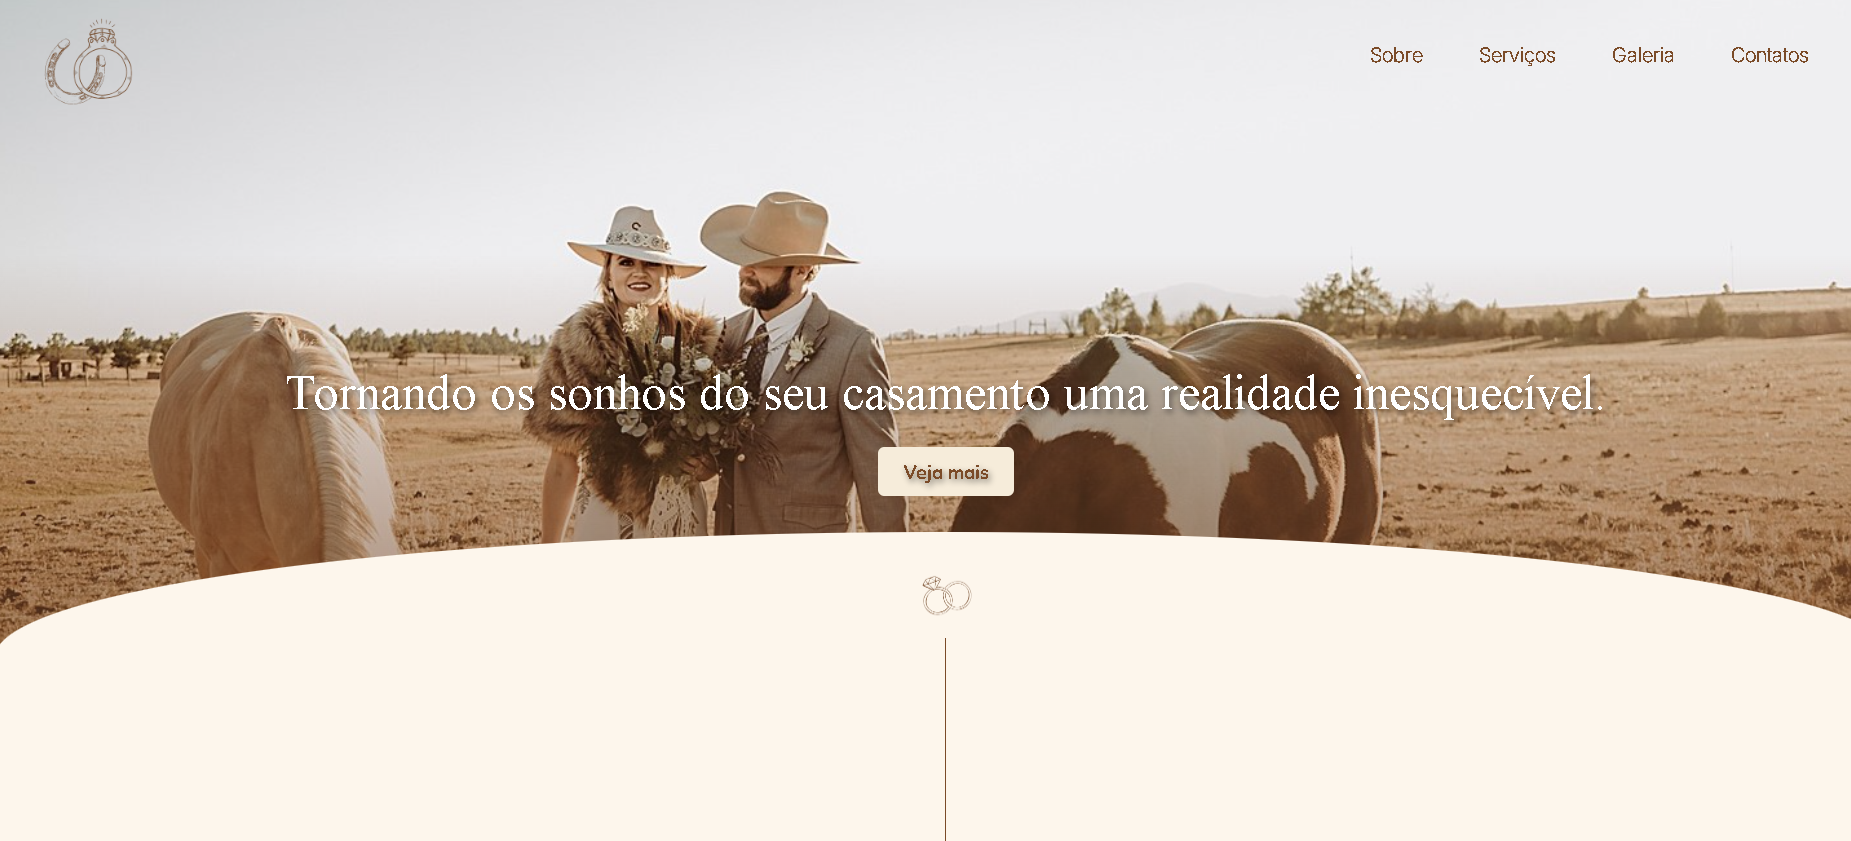 Sobre Serviços Galeria Contatos
Tornando os sonhos do seu casamento uma realidade inesquecível.
Veja mais